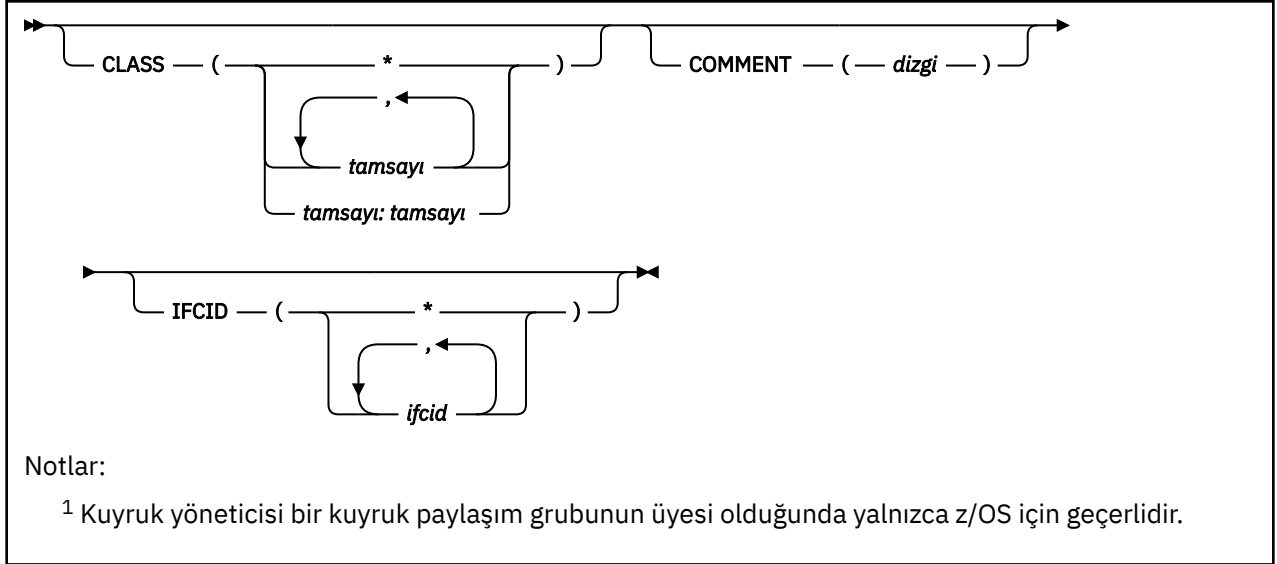 CLASS ( * ) COMMENT ( dizgi )
,
tamsayı
tamsayı: tamsayı
IFCID ( * )
,
ifcid
Notlar:
1 Kuyruk yöneticisi bir kuyruk paylaşım grubunun üyesi olduğunda yalnızca z/OS için geçerlidir.